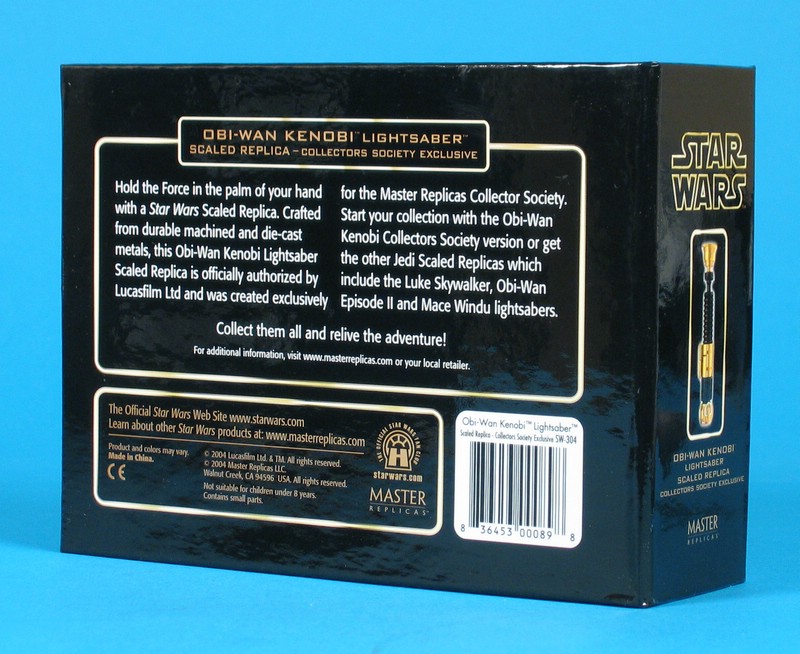 OBI-WAN KENOBI™ LIGHTSABER™
SCALED REPLICA – COLLECTORS SOCIETY EXCLUSIVE
Hold the Force in the palm of your hand
with a Star Wars Scaled Replica. Crafted
from durable machined and die-cast
metals, this Obi-Wan Kenobi Lightsaber
Scaled Replica is officially authorized by
Lucasfilm Ltd and was created exclusively
for the Master Replicas Collector Society.
Start your collection with the Obi-Wan
Kenobi Collectors Society version or get
the other Jedi Scaled Replicas which
include the Luke Skywalker, Obi-Wan
Episode II and Mace Windu lightsabers.
Collect them all and relive the adventure!
For additional information, visit www.masterreplicas.com or your local retailer.
The Official Star Wars Web Site www.starwars.com
Learn about other Star Wars products at: www.masterreplicas.com
Product and colors may vary.
Made in China.
CE
© 2004 Lucasfilm Ltd. & TM. All rights reserved.
© 2004 Master Replicas LLC.
Walnut Creek, CA 94596 USA. All rights reserved.
Not suitable for children under 8 years.
Contains small parts.
THE OFFICIAL STAR WARS FAN CLUB
starwars.com
MASTER
REPLICAS
Obi-Wan Kenobi™ Lightsaber™
Scaled Replica - Collectors Society Exclusive SW-304
8 36453 00089 8
STAR
WARS
OBI-WAN KENOBI
LIGHTSABER
SCALED REPLICA
COLLECTORS SOCIETY EXCLUSIVE
MASTER
REPLICAS